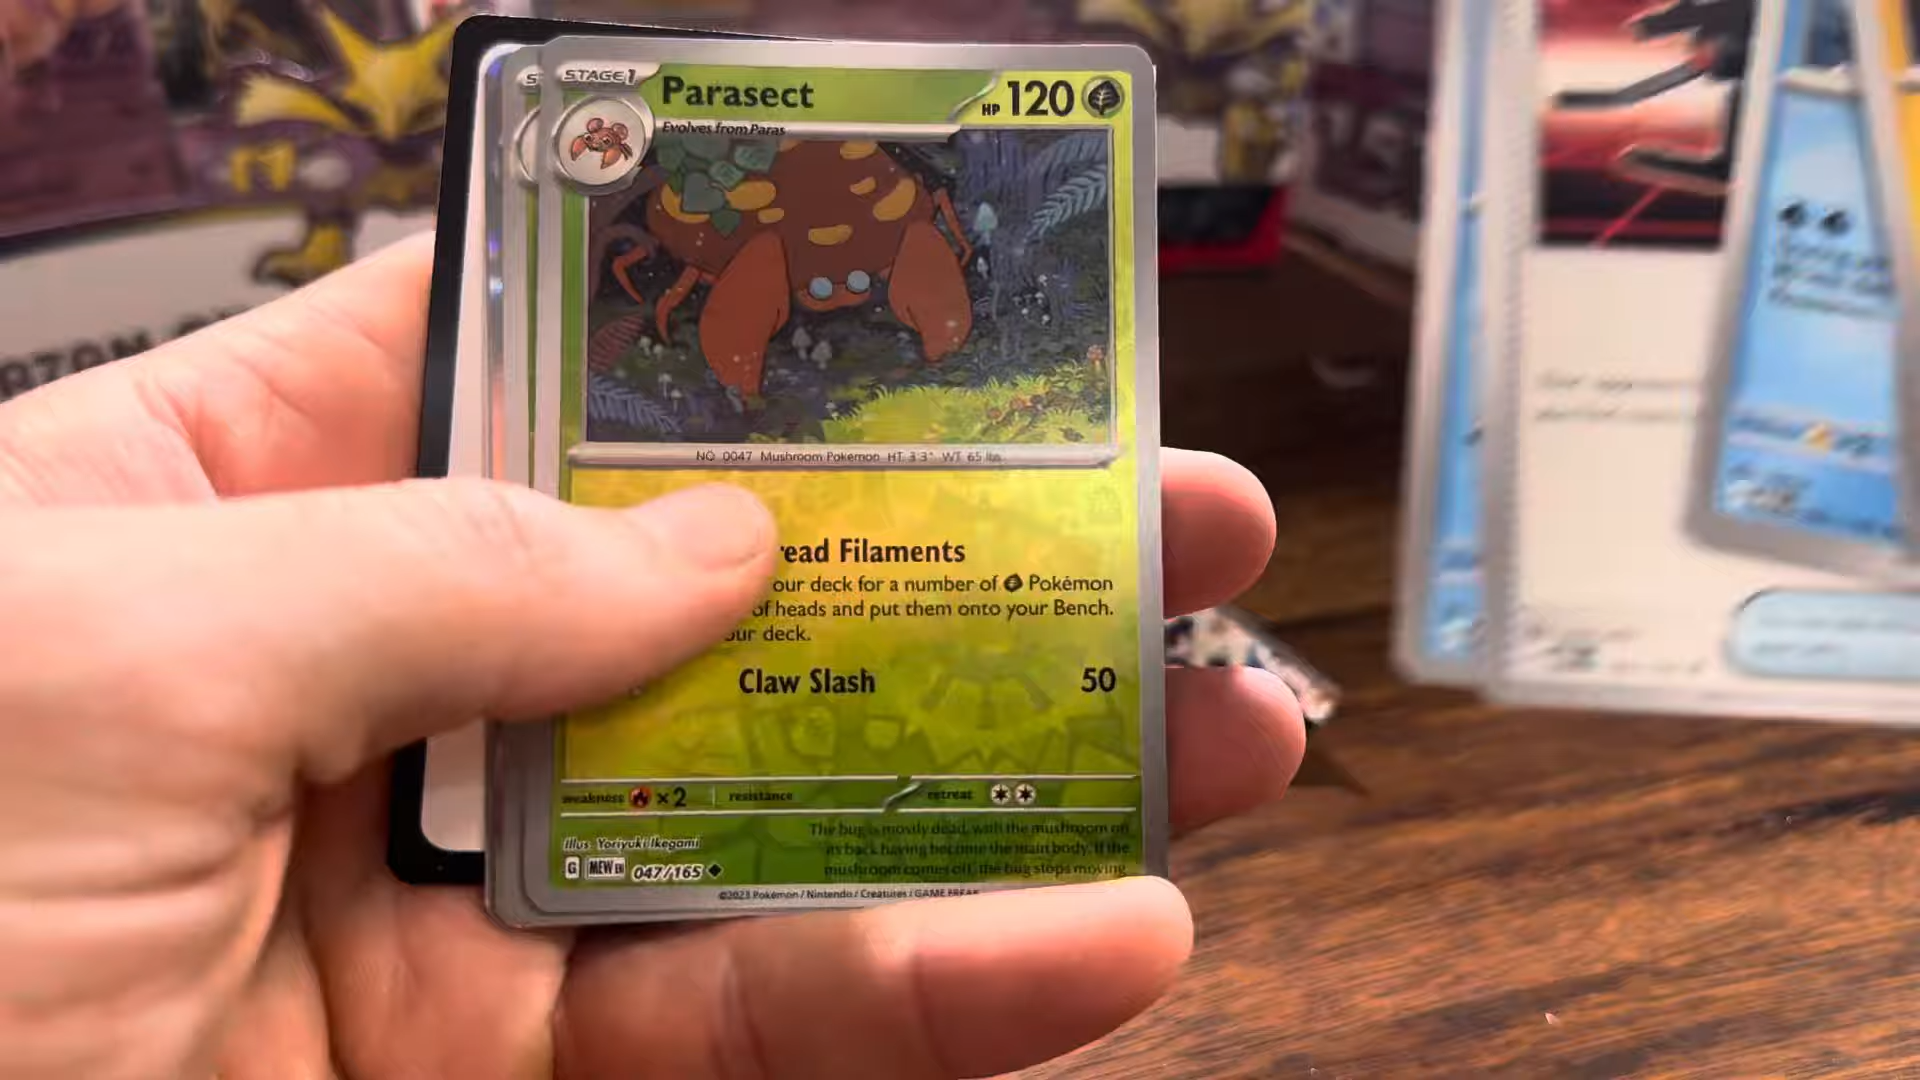 STAGE 1
Parasect
HP 120
Evolves from Paras
NO. 0047 Mushroom Pokémon HT: 3'3" WT: 65 lbs.
read Filaments
our deck for a number of Pokémon
of heads and put them onto your Bench.
our deck.
Claw Slash 50
weakness ×2 resistance retreat
Illus. Yoriyuki Ikegami
The bug is mostly dead, with the mushroom on
its back having become the main body. If the
mushroom comes off, the bug stops moving.
G MEW EN 047/165
©2023 Pokémon / Nintendo / Creatures / GAME FREAK